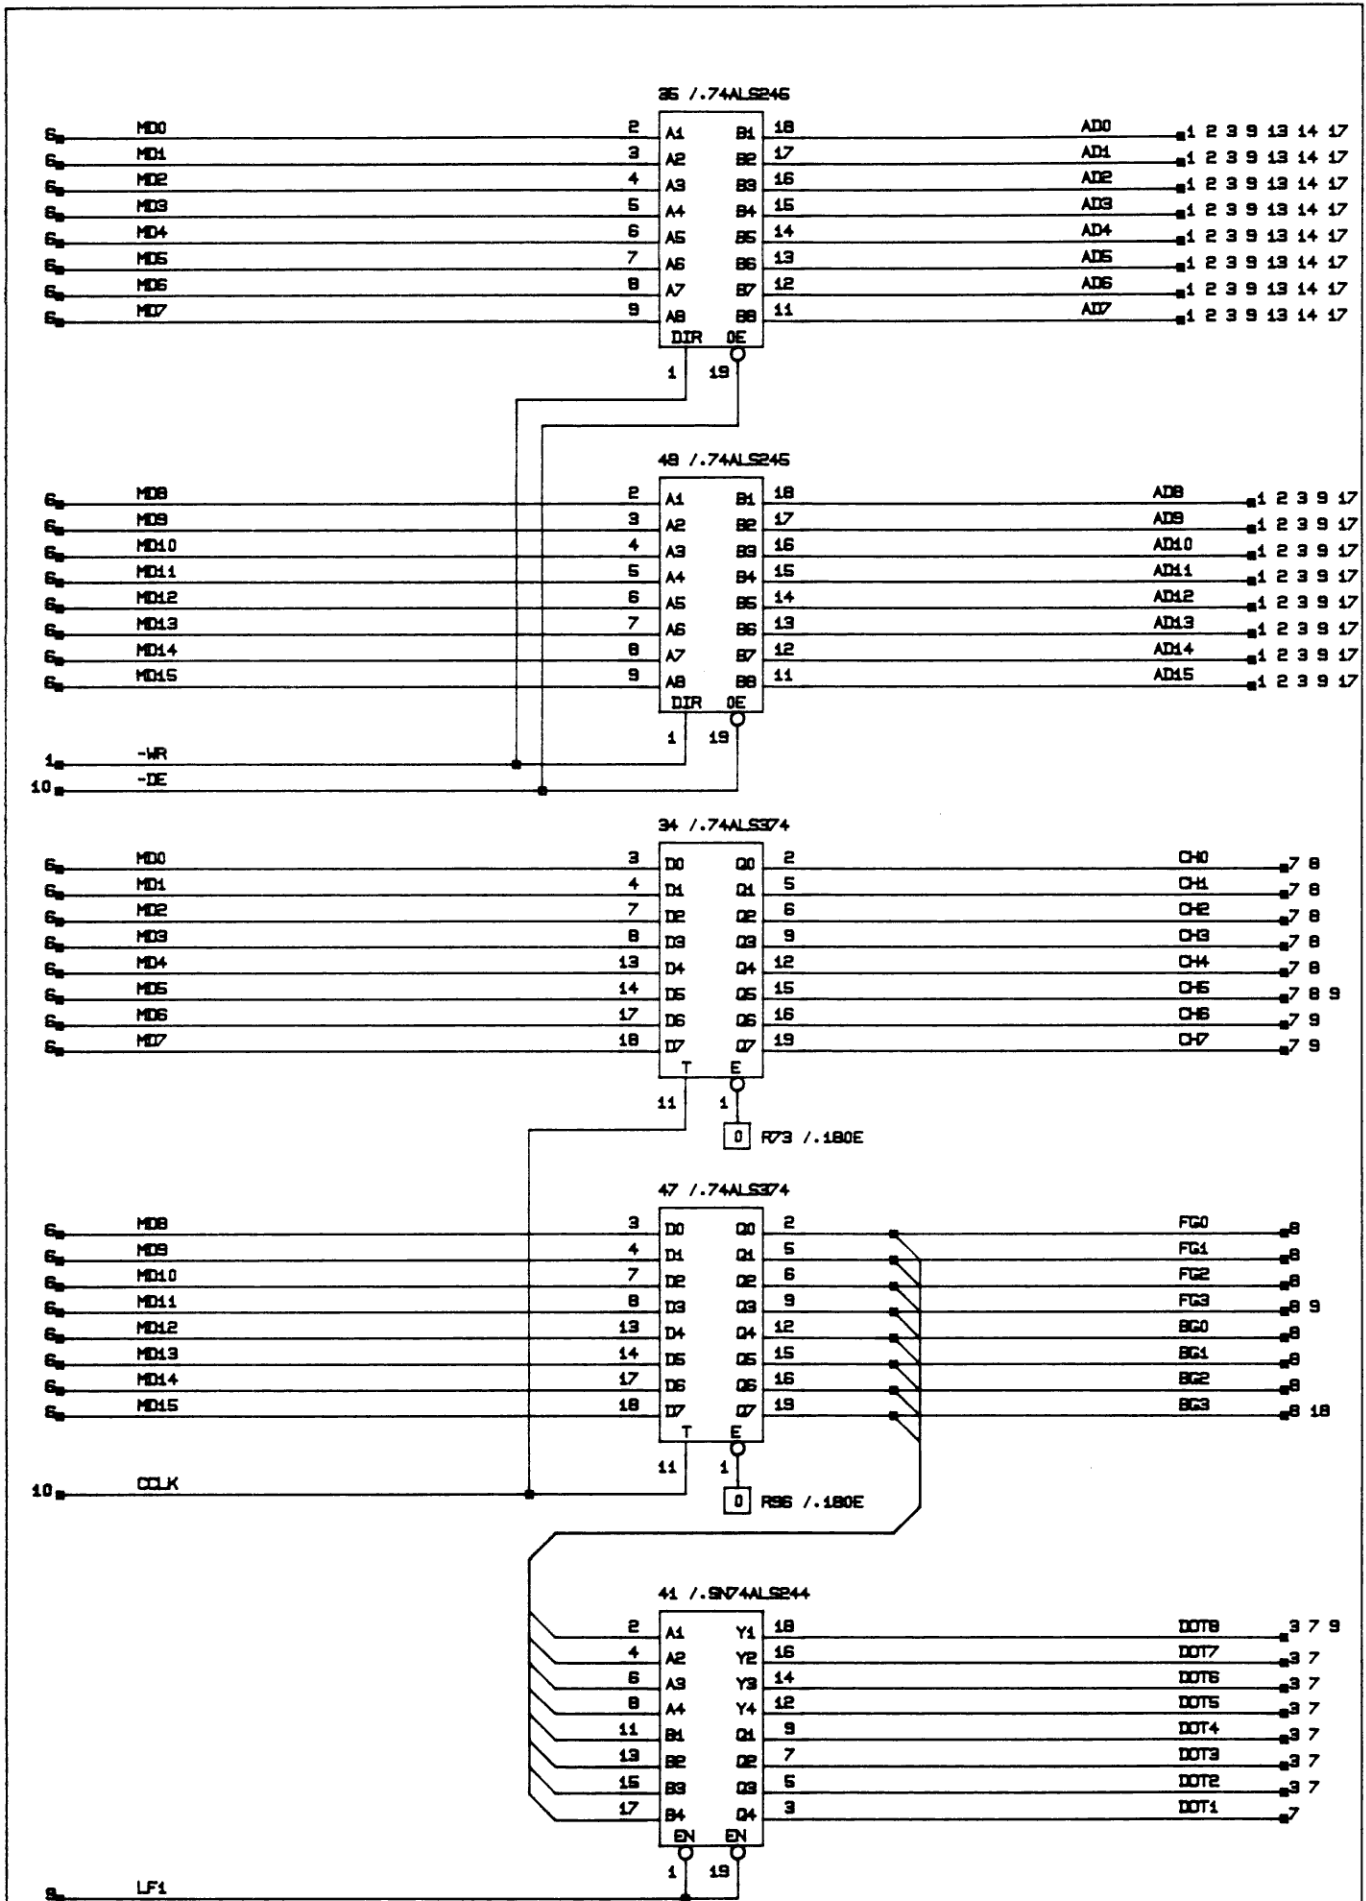 35 /.74ALS245
6 MD0 2 A1 B1 18 AD0 1 2 3 9 13 14 17
6 MD1 3 A2 B2 17 AD1 1 2 3 9 13 14 17
6 MD2 4 A3 B3 16 AD2 1 2 3 9 13 14 17
6 MD3 5 A4 B4 15 AD3 1 2 3 9 13 14 17
6 MD4 6 A5 B5 14 AD4 1 2 3 9 13 14 17
6 MD5 7 A6 B6 13 AD5 1 2 3 9 13 14 17
6 MD6 8 A7 B7 12 AD6 1 2 3 9 13 14 17
6 MD7 9 A8 B8 11 AD7 1 2 3 9 13 14 17
DIR OE
1 19
48 /.74ALS245
6 MD8 2 A1 B1 18 AD8 1 2 3 9 17
6 MD9 3 A2 B2 17 AD9 1 2 3 9 17
6 MD10 4 A3 B3 16 AD10 1 2 3 9 17
6 MD11 5 A4 B4 15 AD11 1 2 3 9 17
6 MD12 6 A5 B5 14 AD12 1 2 3 9 17
6 MD13 7 A6 B6 13 AD13 1 2 3 9 17
6 MD14 8 A7 B7 12 AD14 1 2 3 9 17
6 MD15 9 A8 B8 11 AD15 1 2 3 9 17
DIR OE
1 19
1 -WR
10 -DE
34 /.74ALS374
6 MD0 3 D0 Q0 2 CH0 7 8
6 MD1 4 D1 Q1 5 CH1 7 8
6 MD2 7 D2 Q2 6 CH2 7 8
6 MD3 8 D3 Q3 9 CH3 7 8
6 MD4 13 D4 Q4 12 CH4 7 8
6 MD5 14 D5 Q5 15 CH5 7 8 9
6 MD6 17 D6 Q6 16 CH6 7 9
6 MD7 18 D7 Q7 19 CH7 7 9
T E
11 1
0 R73 /.180E
47 /.74ALS374
6 MD8 3 D0 Q0 2 FG0 8
6 MD9 4 D1 Q1 5 FG1 8
6 MD10 7 D2 Q2 6 FG2 8
6 MD11 8 D3 Q3 9 FG3 8 9
6 MD12 13 D4 Q4 12 BG0 8
6 MD13 14 D5 Q5 15 BG1 8
6 MD14 17 D6 Q6 16 BG2 8
6 MD15 18 D7 Q7 19 BG3 8 18
T E
11 1
10 CCLK
0 R96 /.180E
41 /.SN74ALS244
2 A1 Y1 18 DOT8 3 7 9
4 A2 Y2 16 DOT7 3 7
6 A3 Y3 14 DOT6 3 7
8 A4 Y4 12 DOT5 3 7
11 B1 Q1 9 DOT4 3 7
13 B2 Q2 7 DOT3 3 7
15 B3 Q3 5 DOT2 3 7
17 B4 Q4 3 DOT1 7
EN EN
1 19
9 LF1